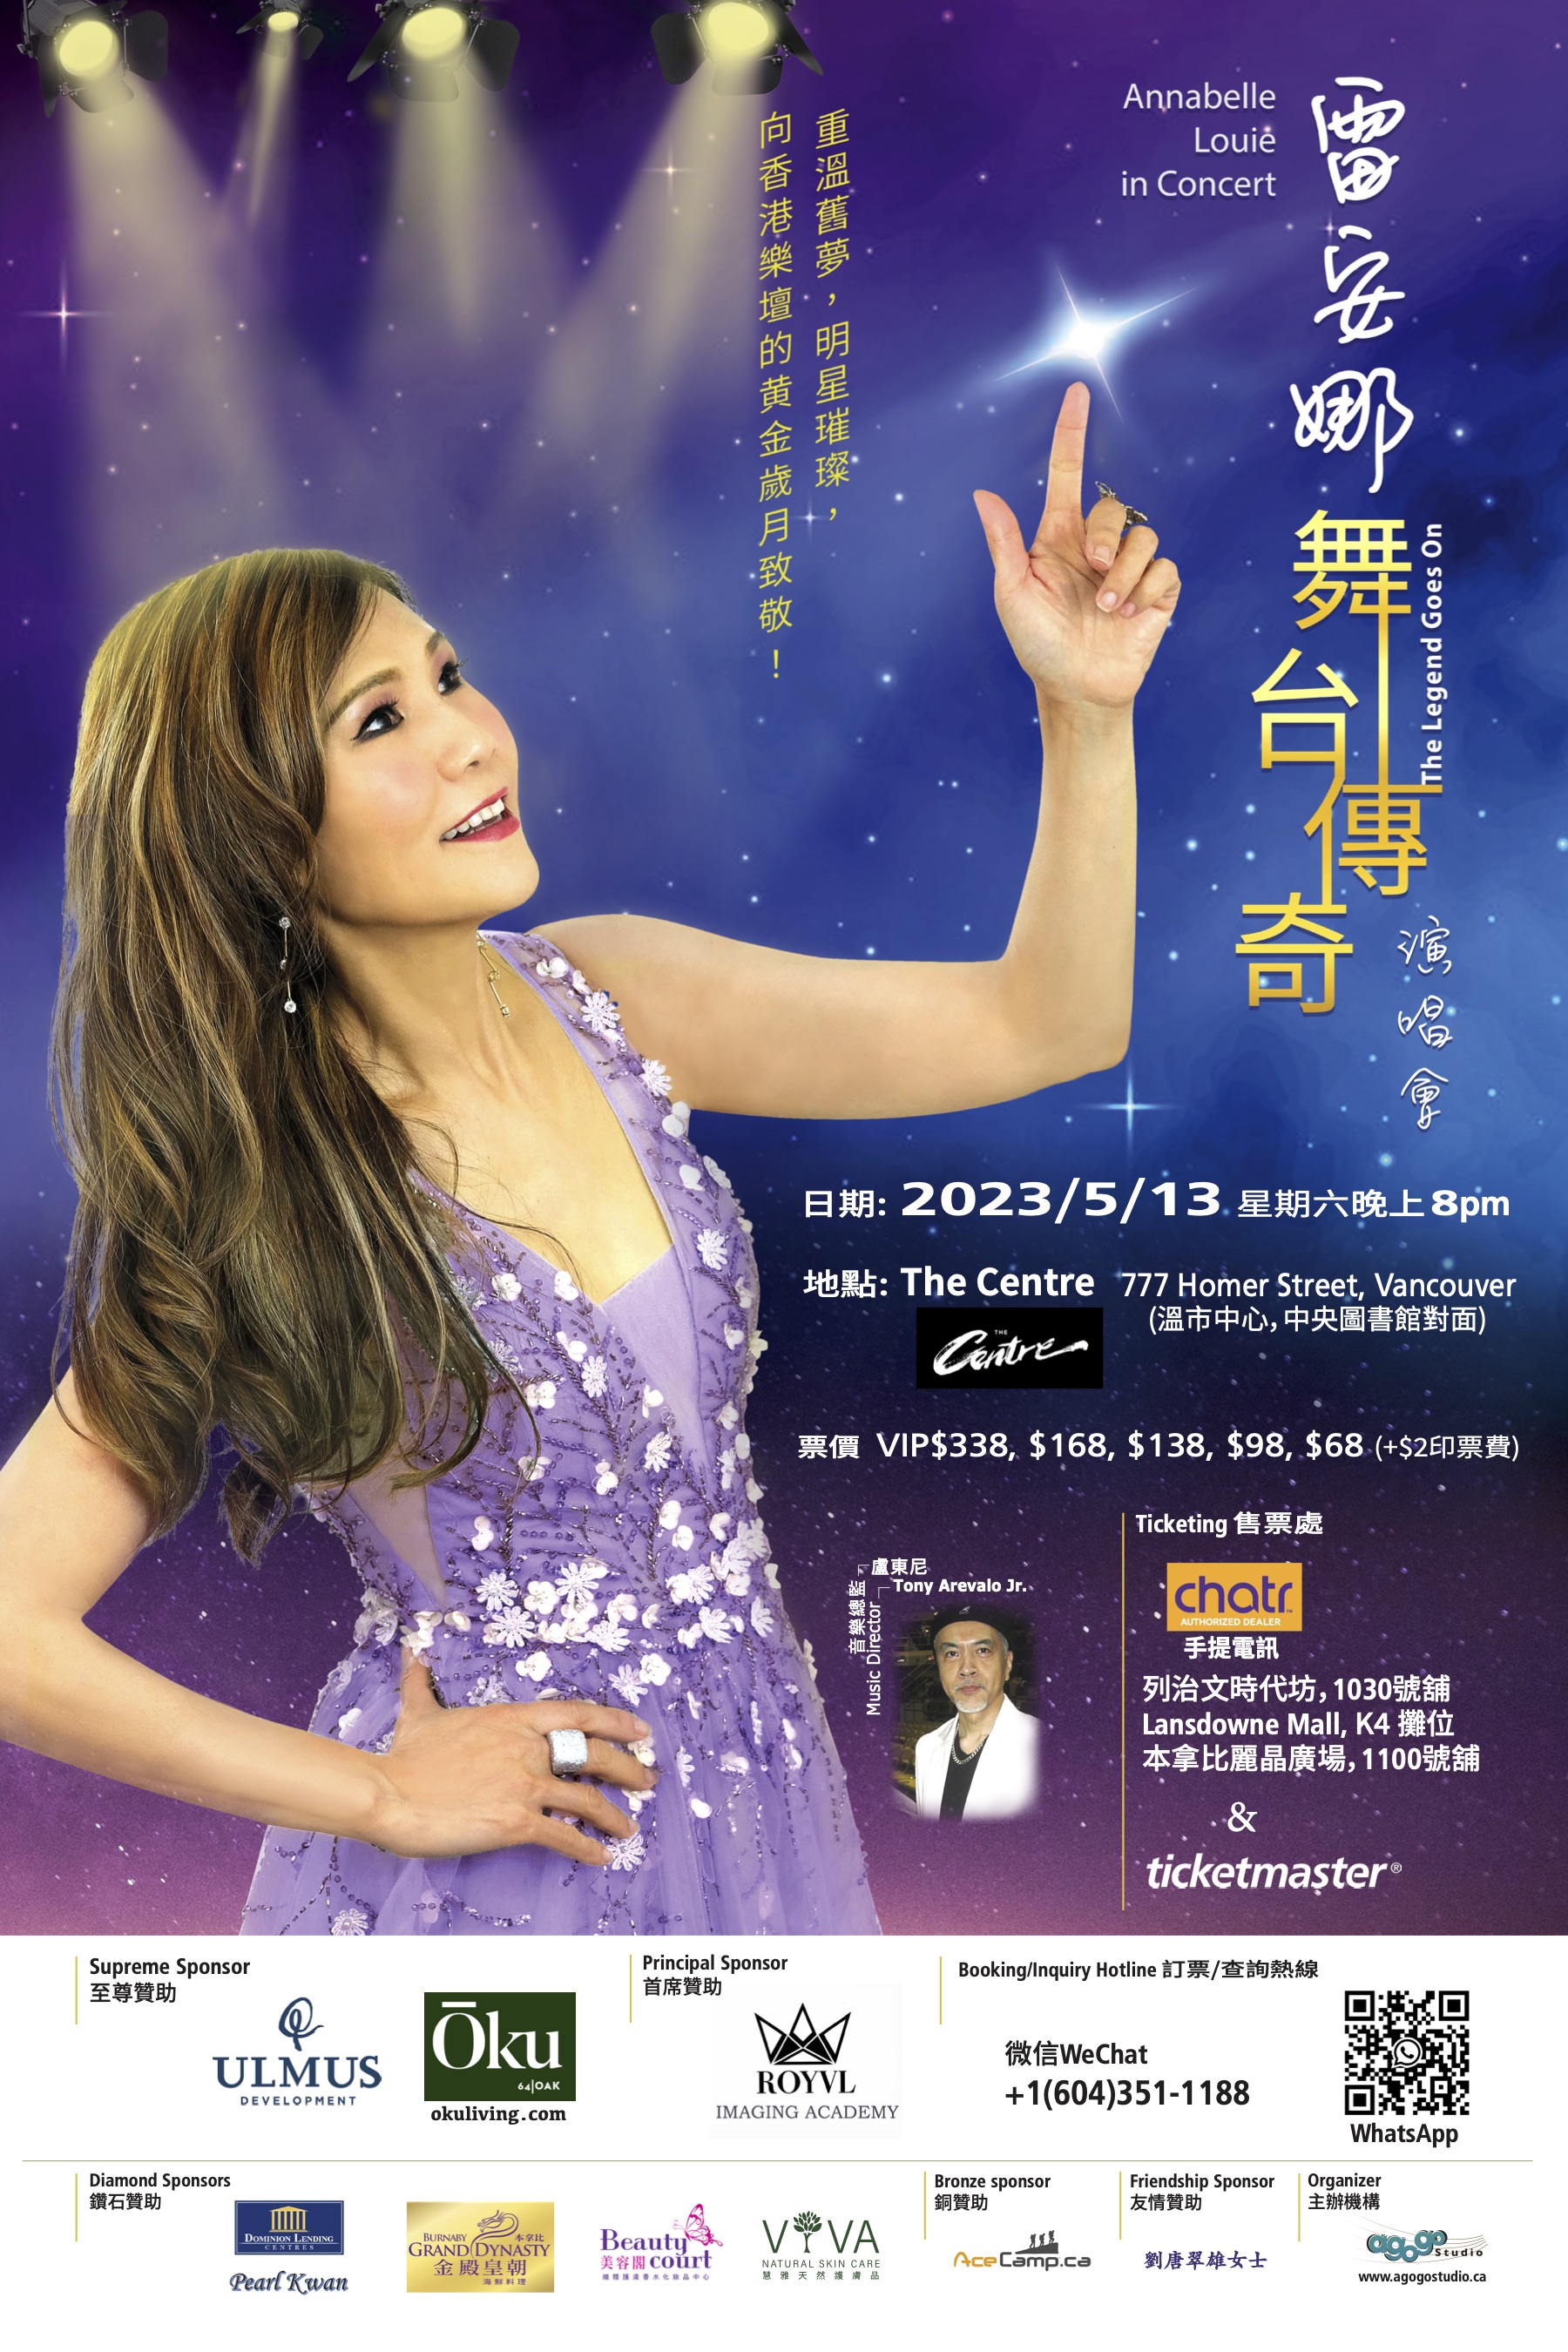 Annabelle
Louie
in Concert
雷安娜
舞台傳奇
The Legend Goes On
演唱會
重溫舊夢，明星璀璨，
向香港樂壇的黃金歲月致敬！
日期: 2023/5/13 星期六晚上 8pm
地點: The Centre 777 Homer Street, Vancouver
(溫市中心, 中央圖書館對面)
THE
Centre
票價 VIP$338, $168, $138, $98, $68 (+$2印票費)
音樂總監 盧東尼
Music Director Tony Arevalo Jr.
Ticketing 售票處
chatr™
AUTHORIZED DEALER
手提電訊
列治文時代坊, 1030號舖
Lansdowne Mall, K4 攤位
本拿比麗晶廣場, 1100號舖
&
ticketmaster®
Supreme Sponsor
至尊贊助
ULMUS
DEVELOPMENT
Ōku
64|OAK
okuliving.com
Principal Sponsor
首席贊助
ROYVL
IMAGING ACADEMY
Booking/Inquiry Hotline 訂票/查詢熱線
微信WeChat
+1(604)351-1188
WhatsApp
Diamond Sponsors
鑽石贊助
DOMINION LENDING
CENTRES
Pearl Kwan
BURNABY 本拿比
GRAND DYNASTY
金殿皇朝
海鮮料理
Beauty
美容閣 court
纖體護膚香水化妝品中心
VIVA
NATURAL SKIN CARE
慧雅天然護膚品
Bronze sponsor
銅贊助
AceCamp.ca
Friendship Sponsor
友情贊助
劉唐翠雄女士
Organizer
主辦機構
agogo Studio
www.agogostudio.ca